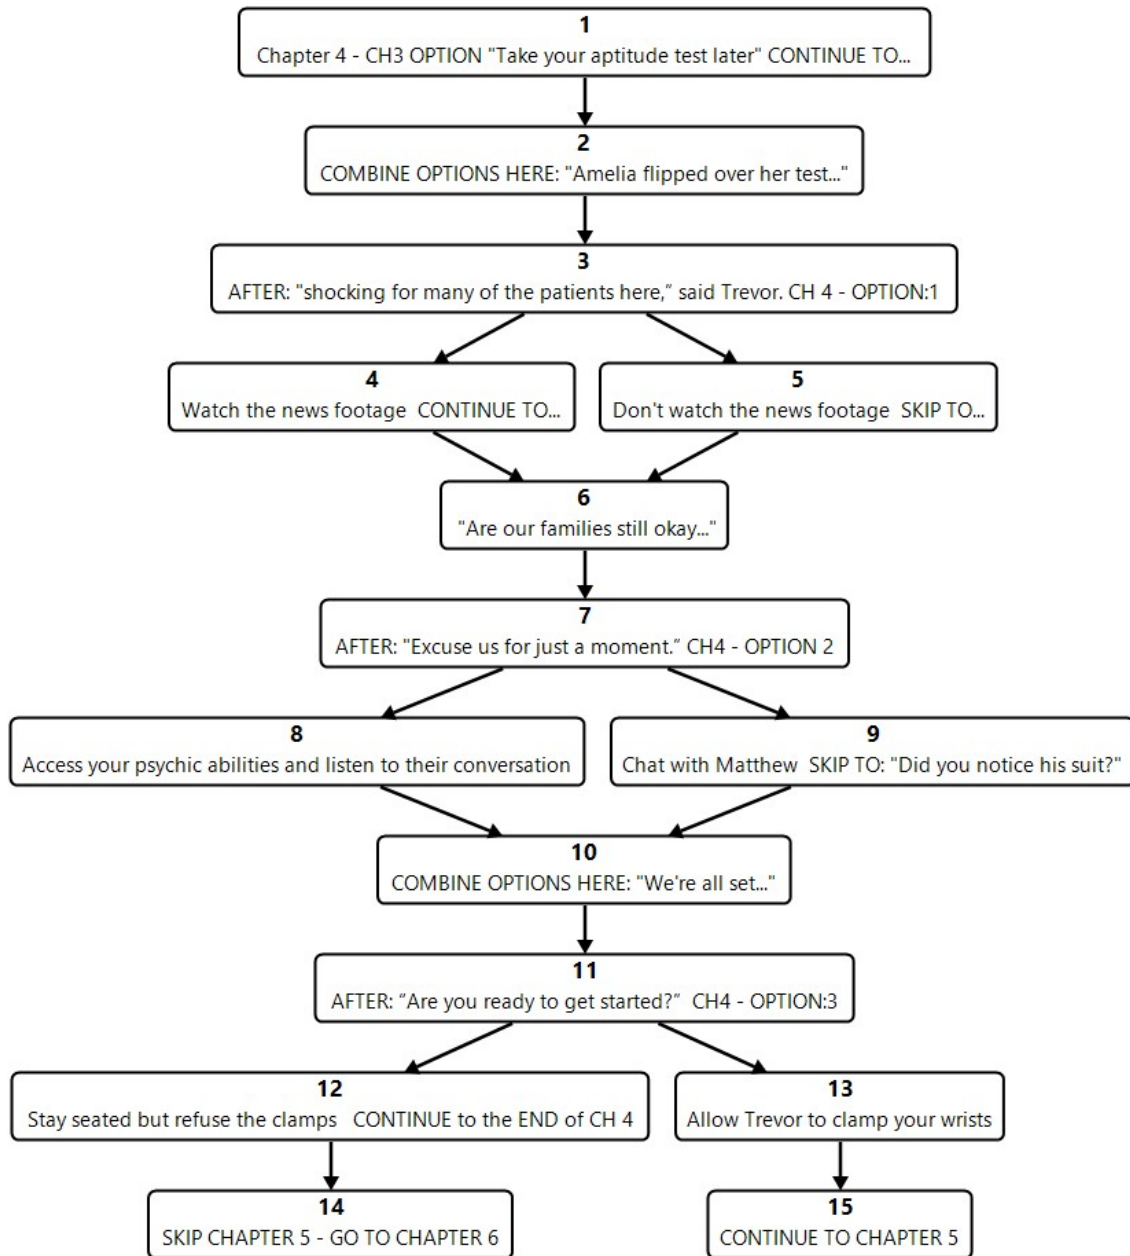 1
Chapter 4 - CH3 OPTION "Take your aptitude test later" CONTINUE TO...
2
COMBINE OPTIONS HERE: "Amelia flipped over her test..."
3
AFTER: "shocking for many of the patients here,” said Trevor. CH 4 - OPTION:1
4
Watch the news footage  CONTINUE TO...
5
Don't watch the news footage  SKIP TO...
6
"Are our families still okay..."
7
AFTER: "Excuse us for just a moment.” CH4 - OPTION 2
8
Access your psychic abilities and listen to their conversation
9
Chat with Matthew  SKIP TO: "Did you notice his suit?"
10
COMBINE OPTIONS HERE: "We're all set..."
11
AFTER: “Are you ready to get started?”  CH4 - OPTION:3
12
Stay seated but refuse the clamps   CONTINUE to the END of CH 4
13
Allow Trevor to clamp your wrists
14
SKIP CHAPTER 5 - GO TO CHAPTER 6
15
CONTINUE TO CHAPTER 5